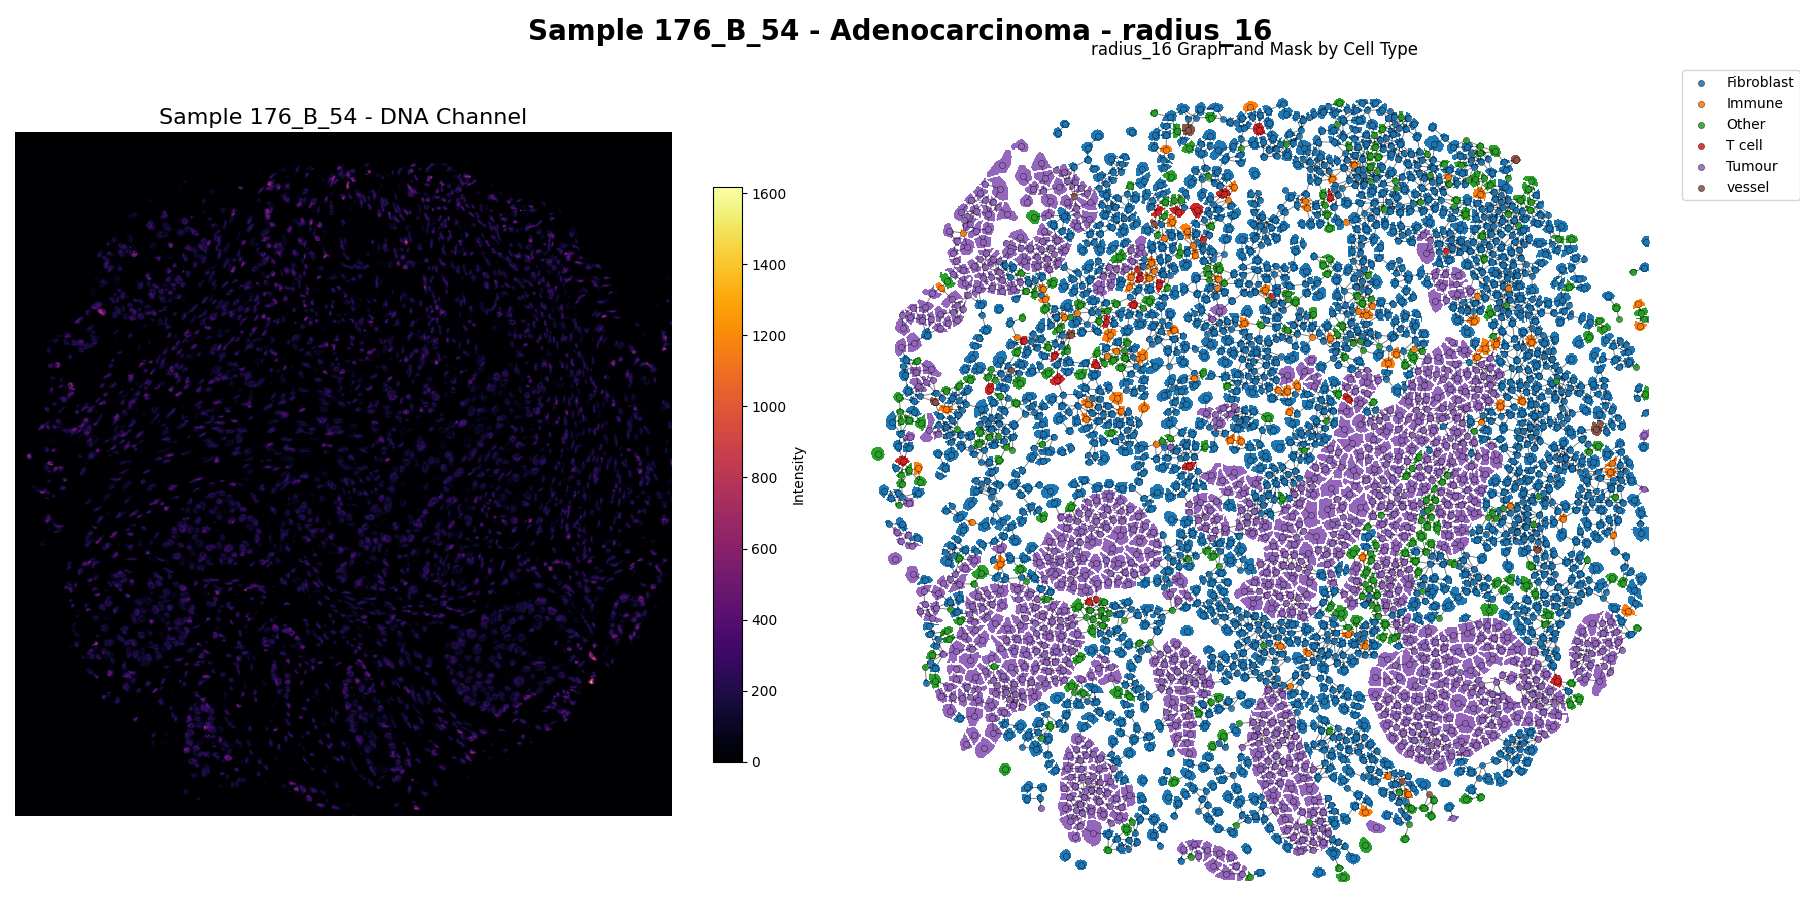 Sample 176_B_54 - Adenocarcinoma - radius_16
Sample 176_B_54 - DNA Channel
1600
1400
1200
1000
800
600
400
200
0
Intensity
radius_16 Graph and Mask by Cell Type
Fibroblast
Immune
Other
T cell
Tumour
vessel